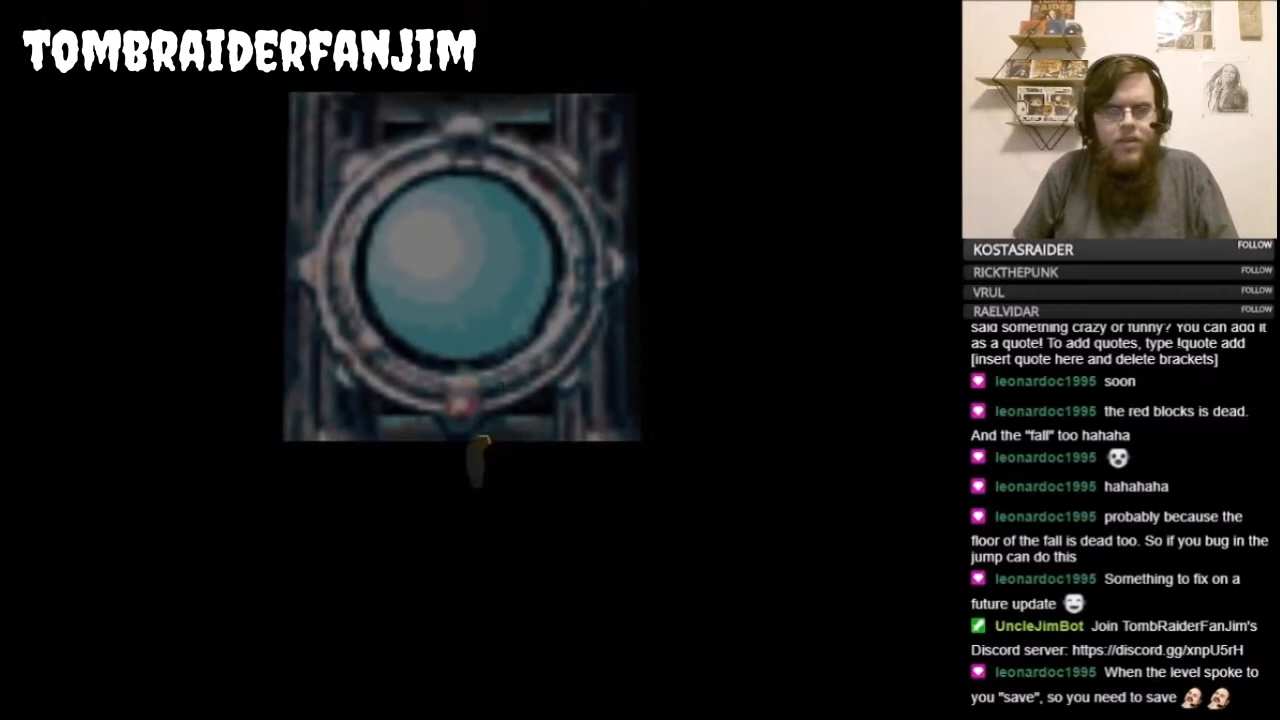 TOMBRAIDERFANJIM
KOSTASRAIDER FOLLOW
RICKTHEPUNK FOLLOW
VRUL FOLLOW
RAELVIDAR FOLLOW
said something crazy or funny? You can add it
as a quote! To add quotes, type !quote add
[insert quote here and delete brackets]
leonardoc1995 soon
leonardoc1995 the red blocks is dead.
And the "fall" too hahaha
leonardoc1995
leonardoc1995 hahahaha
leonardoc1995 probably because the
floor of the fall is dead too. So if you bug in the
jump can do this
leonardoc1995 Something to fix on a
future update
UncleJimBot Join TombRaiderFanJim's
Discord server: https://discord.gg/xnpU5rH
leonardoc1995 When the level spoke to
you "save", so you need to save